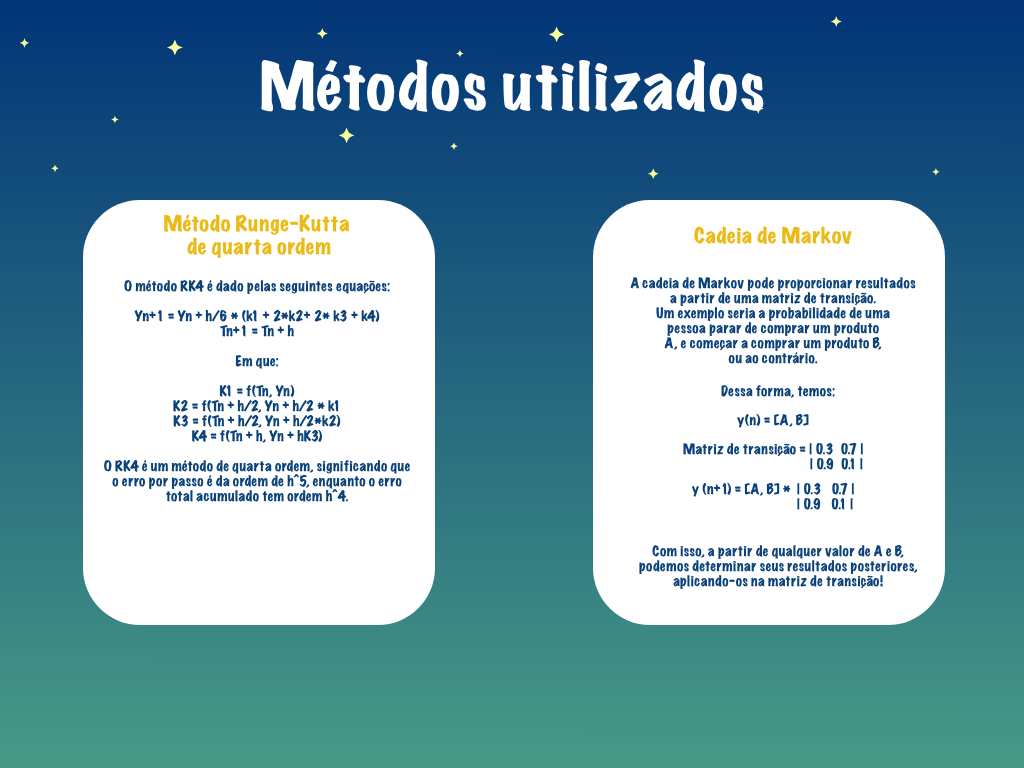 Métodos utilizados
Método Runge-Kutta
de quarta ordem
O método RK4 é dado pelas seguintes equações:
Yn+1 = Yn + h/6 * (k1 + 2*k2+ 2* k3 + k4)
Tn+1 = Tn + h
Em que:
K1 = f(Tn, Yn)
K2 = f(Tn + h/2, Yn + h/2 * k1
K3 = f(Tn + h/2, Yn + h/2*k2)
K4 = f(Tn + h, Yn + hK3)
O RK4 é um método de quarta ordem, significando que
o erro por passo é da ordem de h^5, enquanto o erro
total acumulado tem ordem h^4.
Cadeia de Markov
A cadeia de Markov pode proporcionar resultados
a partir de uma matriz de transição.
Um exemplo seria a probabilidade de uma
pessoa parar de comprar um produto
A, e começar a comprar um produto B,
ou ao contrário.
Dessa forma, temos:
y(n) = [A, B]
Matriz de transição = | 0.3 0.7 |
| 0.9 0.1 |
y (n+1) = [A, B] * | 0.3 0.7 |
| 0.9 0.1 |
Com isso, a partir de qualquer valor de A e B,
podemos determinar seus resultados posteriores,
aplicando-os na matriz de transição!